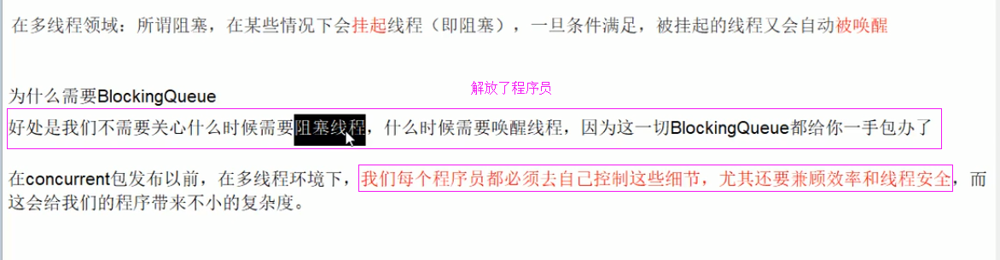 在多线程领域：所谓阻塞，在某些情况下会挂起线程（即阻塞），一旦条件满足，被挂起的线程又会自动被唤醒
为什么需要BlockingQueue
解放了程序员
好处是我们不需要关心什么时候需要阻塞线程，什么时候需要唤醒线程，因为这一切BlockingQueue都给你一手包办了
在concurrent包发布以前，在多线程环境下，我们每个程序员都必须去自己控制这些细节，尤其还要兼顾效率和线程安全，而
这会给我们的程序带来不小的复杂度。